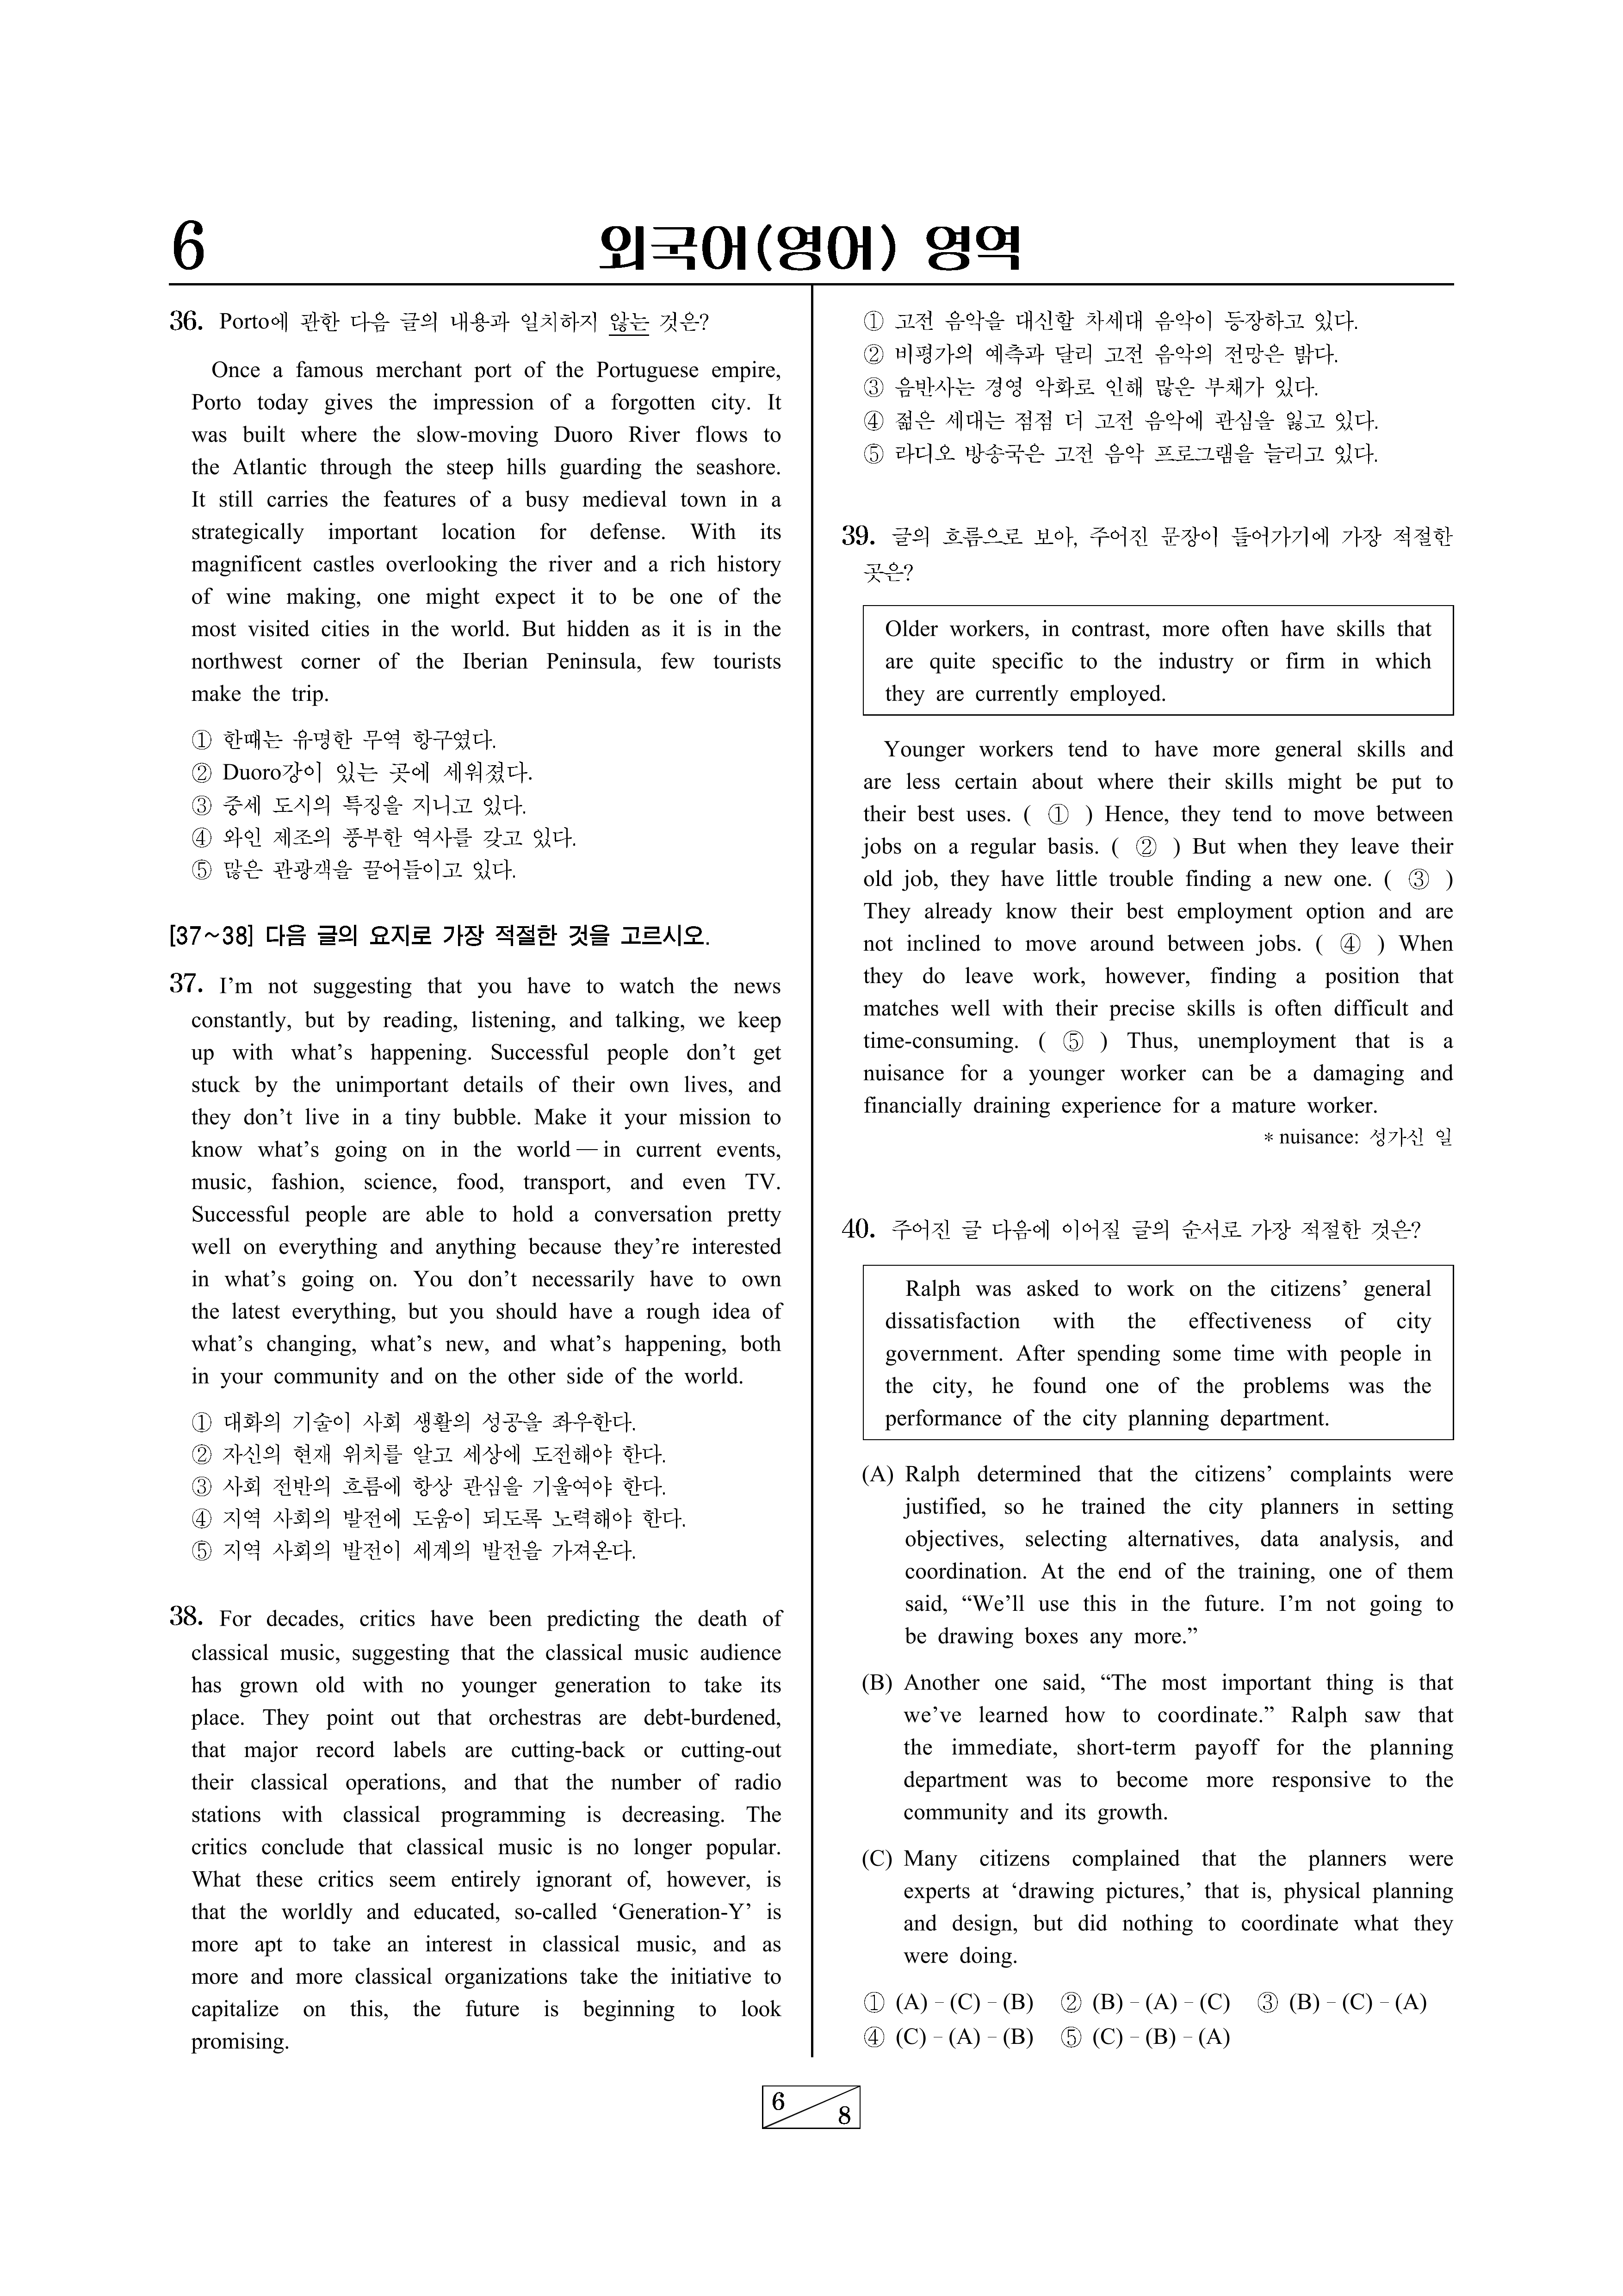 6
외국어(영어) 영역
36. Porto에 관한 다음 글의 내용과 일치하지 않는 것은?
Once a famous merchant port of the Portuguese empire,
Porto today gives the impression of a forgotten city. It
was built where the slow-moving Duoro River flows to
the Atlantic through the steep hills guarding the seashore.
It still carries the features of a busy medieval town in a
strategically important location for defense. With its
magnificent castles overlooking the river and a rich history
of wine making, one might expect it to be one of the
most visited cities in the world. But hidden as it is in the
northwest corner of the Iberian Peninsula, few tourists
make the trip.
① 한때는 유명한 무역 항구였다.
② Duoro강이 있는 곳에 세워졌다.
③ 중세 도시의 특징을 지니고 있다.
④ 와인 제조의 풍부한 역사를 갖고 있다.
⑤ 많은 관광객을 끌어들이고 있다.
[37~38] 다음 글의 요지로 가장 적절한 것을 고르시오.
37. I’m not suggesting that you have to watch the news
constantly, but by reading, listening, and talking, we keep
up with what’s happening. Successful people don’t get
stuck by the unimportant details of their own lives, and
they don’t live in a tiny bubble. Make it your mission to
know what’s going on in the world — in current events,
music, fashion, science, food, transport, and even TV.
Successful people are able to hold a conversation pretty
well on everything and anything because they’re interested
in what’s going on. You don’t necessarily have to own
the latest everything, but you should have a rough idea of
what’s changing, what’s new, and what’s happening, both
in your community and on the other side of the world.
① 대화의 기술이 사회 생활의 성공을 좌우한다.
② 자신의 현재 위치를 알고 세상에 도전해야 한다.
③ 사회 전반의 흐름에 항상 관심을 기울여야 한다.
④ 지역 사회의 발전에 도움이 되도록 노력해야 한다.
⑤ 지역 사회의 발전이 세계의 발전을 가져온다.
38. For decades, critics have been predicting the death of
classical music, suggesting that the classical music audience
has grown old with no younger generation to take its
place. They point out that orchestras are debt-burdened,
that major record labels are cutting-back or cutting-out
their classical operations, and that the number of radio
stations with classical programming is decreasing. The
critics conclude that classical music is no longer popular.
What these critics seem entirely ignorant of, however, is
that the worldly and educated, so-called ‘Generation-Y’ is
more apt to take an interest in classical music, and as
more and more classical organizations take the initiative to
capitalize on this, the future is beginning to look
promising.
① 고전 음악을 대신할 차세대 음악이 등장하고 있다.
② 비평가의 예측과 달리 고전 음악의 전망은 밝다.
③ 음반사는 경영 악화로 인해 많은 부채가 있다.
④ 젊은 세대는 점점 더 고전 음악에 관심을 잃고 있다.
⑤ 라디오 방송국은 고전 음악 프로그램을 늘리고 있다.
39. 글의 흐름으로 보아, 주어진 문장이 들어가기에 가장 적절한
곳은?
Older workers, in contrast, more often have skills that
are quite specific to the industry or firm in which
they are currently employed.
Younger workers tend to have more general skills and
are less certain about where their skills might be put to
their best uses. ( ① ) Hence, they tend to move between
jobs on a regular basis. ( ② ) But when they leave their
old job, they have little trouble finding a new one. ( ③ )
They already know their best employment option and are
not inclined to move around between jobs. ( ④ ) When
they do leave work, however, finding a position that
matches well with their precise skills is often difficult and
time-consuming. ( ⑤ ) Thus, unemployment that is a
nuisance for a younger worker can be a damaging and
financially draining experience for a mature worker.
* nuisance: 성가신 일
40. 주어진 글 다음에 이어질 글의 순서로 가장 적절한 것은?
Ralph was asked to work on the citizens’ general
dissatisfaction with the effectiveness of city
government. After spending some time with people in
the city, he found one of the problems was the
performance of the city planning department.
(A) Ralph determined that the citizens’ complaints were
justified, so he trained the city planners in setting
objectives, selecting alternatives, data analysis, and
coordination. At the end of the training, one of them
said, “We’ll use this in the future. I’m not going to
be drawing boxes any more.”
(B) Another one said, “The most important thing is that
we’ve learned how to coordinate.” Ralph saw that
the immediate, short-term payoff for the planning
department was to become more responsive to the
community and its growth.
(C) Many citizens complained that the planners were
experts at ‘drawing pictures,’ that is, physical planning
and design, but did nothing to coordinate what they
were doing.
① (A) - (C) - (B) ② (B) - (A) - (C) ③ (B) - (C) - (A)
④ (C) - (A) - (B) ⑤ (C) - (B) - (A)
6
8